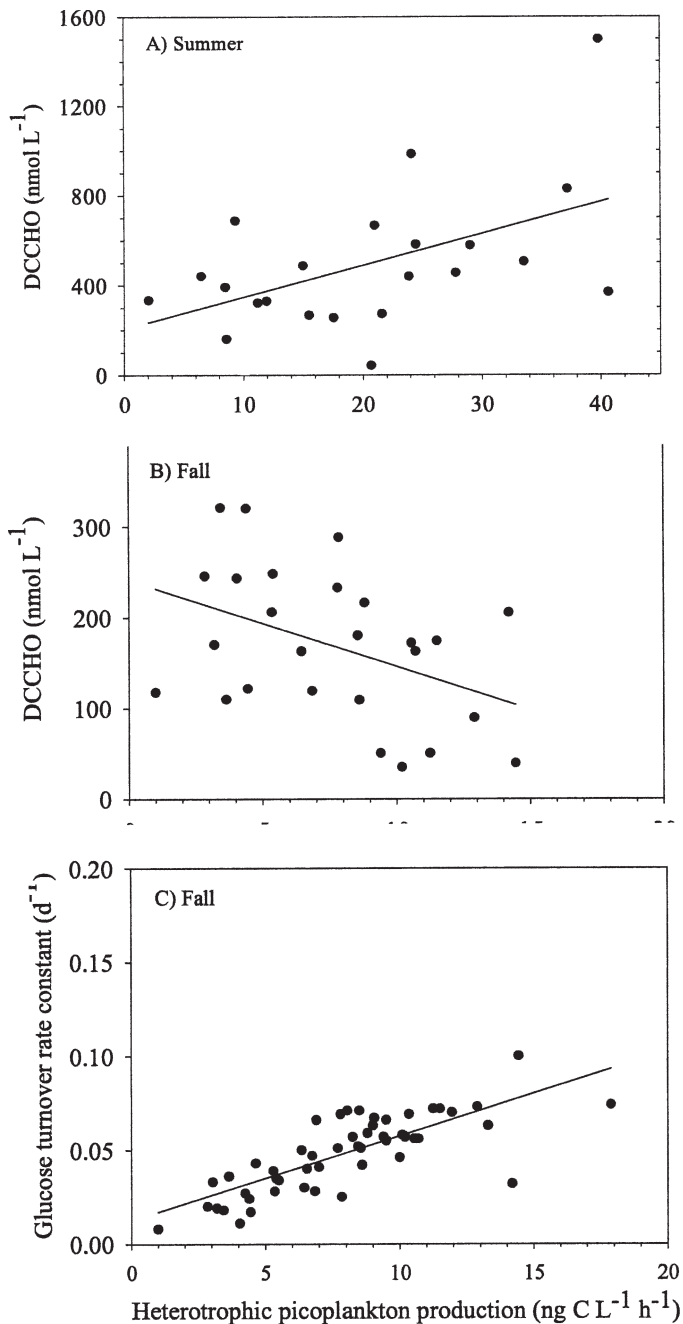 A) Summer
DCCHO (nmol L⁻¹)
1600
1200
800
400
0
0 10 20 30 40
B) Fall
DCCHO (nmol L⁻¹)
300
200
100
0
C) Fall
Glucose turnover rate constant (d⁻¹)
0.20
0.15
0.10
0.05
0.00
0 5 10 15 20
Heterotrophic picoplankton production (ng C L⁻¹ h⁻¹)